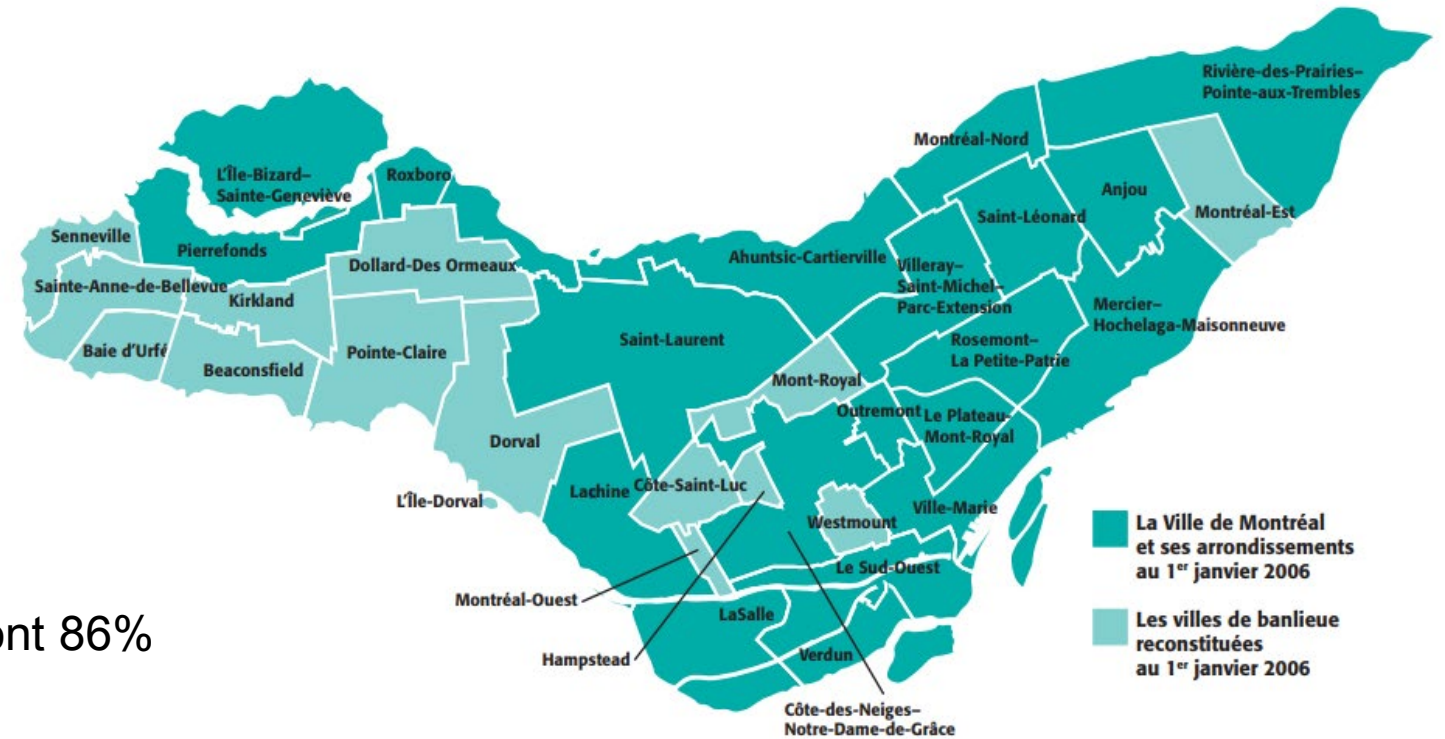 Rivière-des-Prairies–
Pointe-aux-Trembles
Montréal-Nord
L'Île-Bizard–
Sainte-Geneviève
Roxboro
Anjou
Saint-Léonard
Montréal-Est
Senneville
Pierrefonds
Ahuntsic-Cartierville
Villeray–
Saint-Michel–
Parc-Extension
Dollard-Des Ormeaux
Sainte-Anne-de-Bellevue
Kirkland
Mercier–
Hochelaga-Maisonneuve
Saint-Laurent
Rosemont–
La Petite-Patrie
Baie d'Urfé
Pointe-Claire
Beaconsfield
Mont-Royal
Outremont
Le Plateau-
Mont-Royal
Dorval
L'Île-Dorval
Lachine
Côte-Saint-Luc
Westmount
Ville-Marie
Le Sud-Ouest
La Ville de Montréal
et ses arrondissements
au 1er janvier 2006
Montréal-Ouest
LaSalle
Les villes de banlieue
reconstituées
au 1er janvier 2006
ont 86%
Hampstead
Verdun
Côte-des-Neiges–
Notre-Dame-de-Grâce